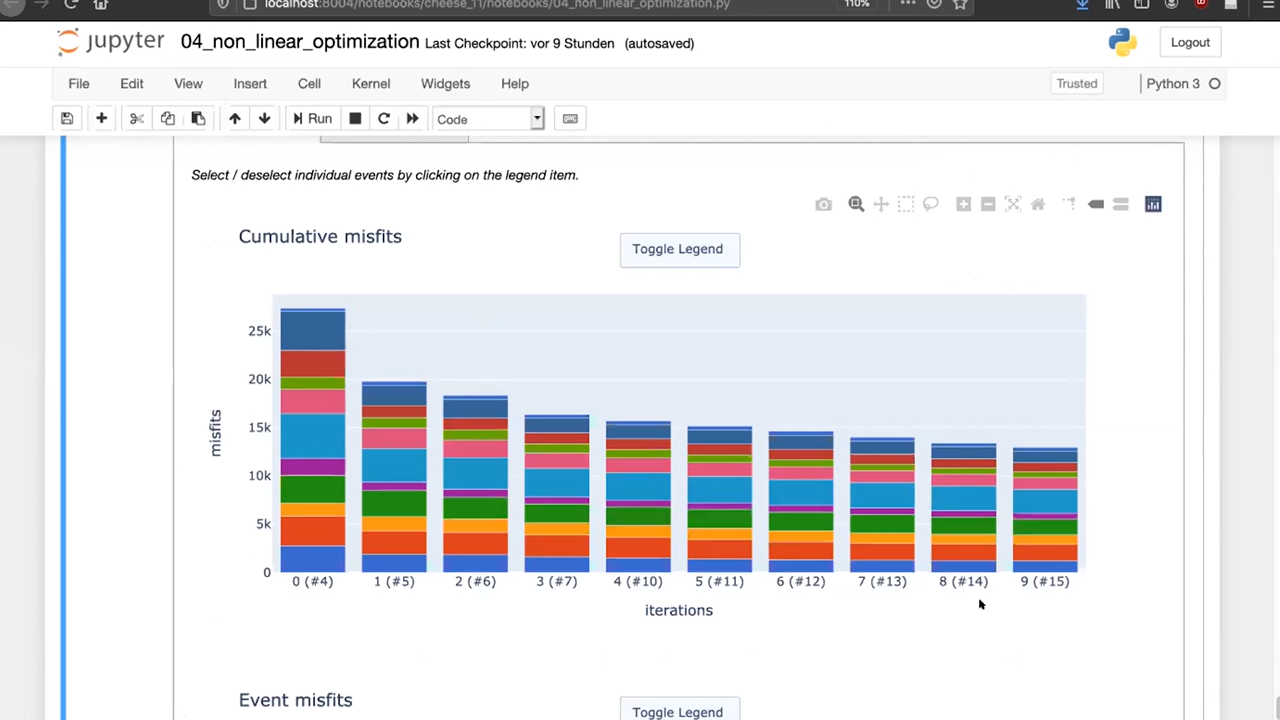 localhost:8004/notebooks/cheese_11/notebooks/04_non_linear_optimization.py
110%
jupyter 04_non_linear_optimization Last Checkpoint: vor 9 Stunden (autosaved)
Logout
File Edit View Insert Cell Kernel Widgets Help
Trusted
Python 3
Run
Code
Select / deselect individual events by clicking on the legend item.
Cumulative misfits
Toggle Legend
25k
20k
15k
10k
5k
0
misfits
0 (#4) 1 (#5) 2 (#6) 3 (#7) 4 (#10) 5 (#11) 6 (#12) 7 (#13) 8 (#14) 9 (#15)
iterations
Event misfits
Toggle Legend